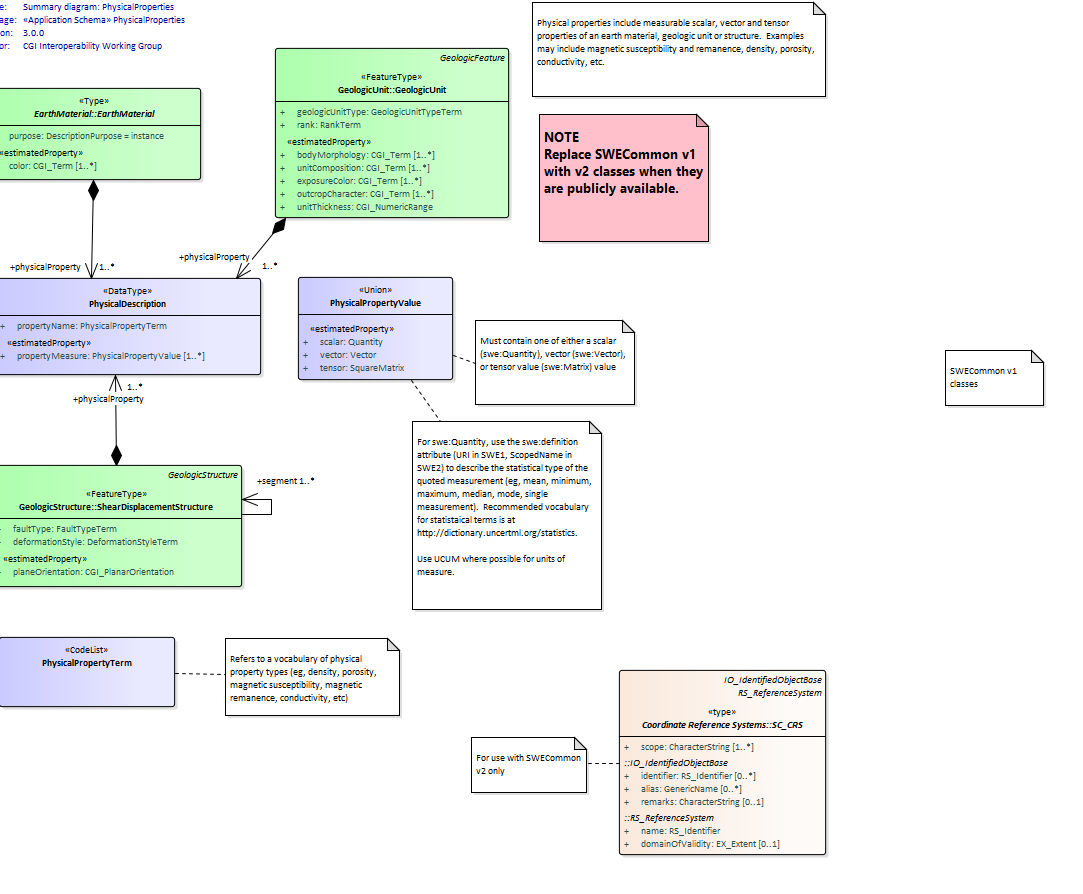 e: Summary diagram: PhysicalProperties
age: «Application Schema» PhysicalProperties
on: 3.0.0
or: CGI Interoperability Working Group
Physical properties include measurable scalar, vector and tensor
properties of an earth material, geologic unit or structure. Examples
may include magnetic susceptibility and remanence, density, porosity,
conductivity, etc.
GeologicFeature
«FeatureType»
GeologicUnit::GeologicUnit
+ geologicUnitType: GeologicUnitTypeTerm
+ rank: RankTerm
«estimatedProperty»
+ bodyMorphology: CGI_Term [1..*]
+ unitComposition: CGI_Term [1..*]
+ exposureColor: CGI_Term [1..*]
+ outcropCharacter: CGI_Term [1..*]
+ unitThickness: CGI_NumericRange
«Type»
EarthMaterial::EarthMaterial
purpose: DescriptionPurpose = instance
«estimatedProperty»
color: CGI_Term [1..*]
NOTE
Replace SWECommon v1
with v2 classes when they
are publicly available.
+physicalProperty 1..*
+physicalProperty
1..*
«DataType»
PhysicalDescription
+ propertyName: PhysicalPropertyTerm
«estimatedProperty»
+ propertyMeasure: PhysicalPropertyValue [1..*]
«Union»
PhysicalPropertyValue
«estimatedProperty»
+ scalar: Quantity
+ vector: Vector
+ tensor: SquareMatrix
Must contain one of either a scalar
(swe:Quantity), vector (swe:Vector),
or tensor value (swe:Matrix) value
SWECommon v1
classes
1..*
+physicalProperty
For swe:Quantity, use the swe:definition
attribute (URI in SWE1, ScopedName in
SWE2) to describe the statistical type of the
quoted measurement (eg, mean, minimum,
maximum, median, mode, single
measurement). Recommended vocabulary
for statistaical terms is at
http://dictionary.uncertml.org/statistics.
Use UCUM where possible for units of
measure.
GeologicStructure
«FeatureType»
GeologicStructure::ShearDisplacementStructure
faultType: FaultTypeTerm
deformationStyle: DeformationStyleTerm
«estimatedProperty»
planeOrientation: CGI_PlanarOrientation
+segment 1..*
«CodeList»
PhysicalPropertyTerm
Refers to a vocabulary of physical
property types (eg, density, porosity,
magnetic susceptibility, magnetic
remanence, conductivity, etc)
For use with SWECommon
v2 only
IO_IdentifiedObjectBase
RS_ReferenceSystem
«type»
Coordinate Reference Systems::SC_CRS
+ scope: CharacterString [1..*]
::IO_IdentifiedObjectBase
+ identifier: RS_Identifier [0..*]
+ alias: GenericName [0..*]
+ remarks: CharacterString [0..1]
::RS_ReferenceSystem
+ name: RS_Identifier
+ domainOfValidity: EX_Extent [0..1]